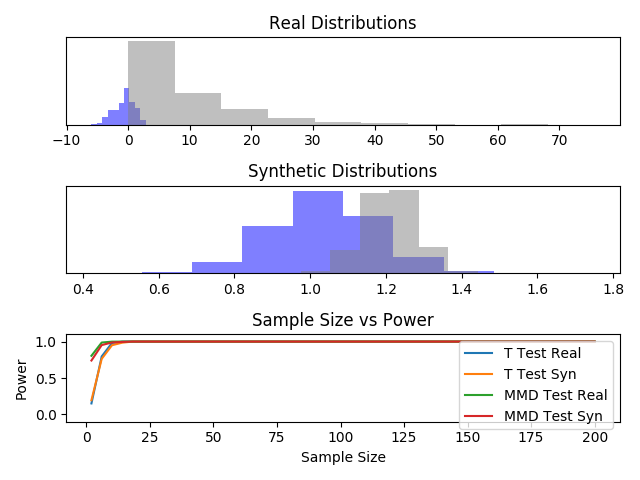 Real Distributions
−10 0 10 20 30 40 50 60 70
Synthetic Distributions
0.4 0.6 0.8 1.0 1.2 1.4 1.6 1.8
Sample Size vs Power
1.0
0.5
0.0
Power
T Test Real
T Test Syn
MMD Test Real
MMD Test Syn
0 25 50 75 100 125 150 175 200
Sample Size